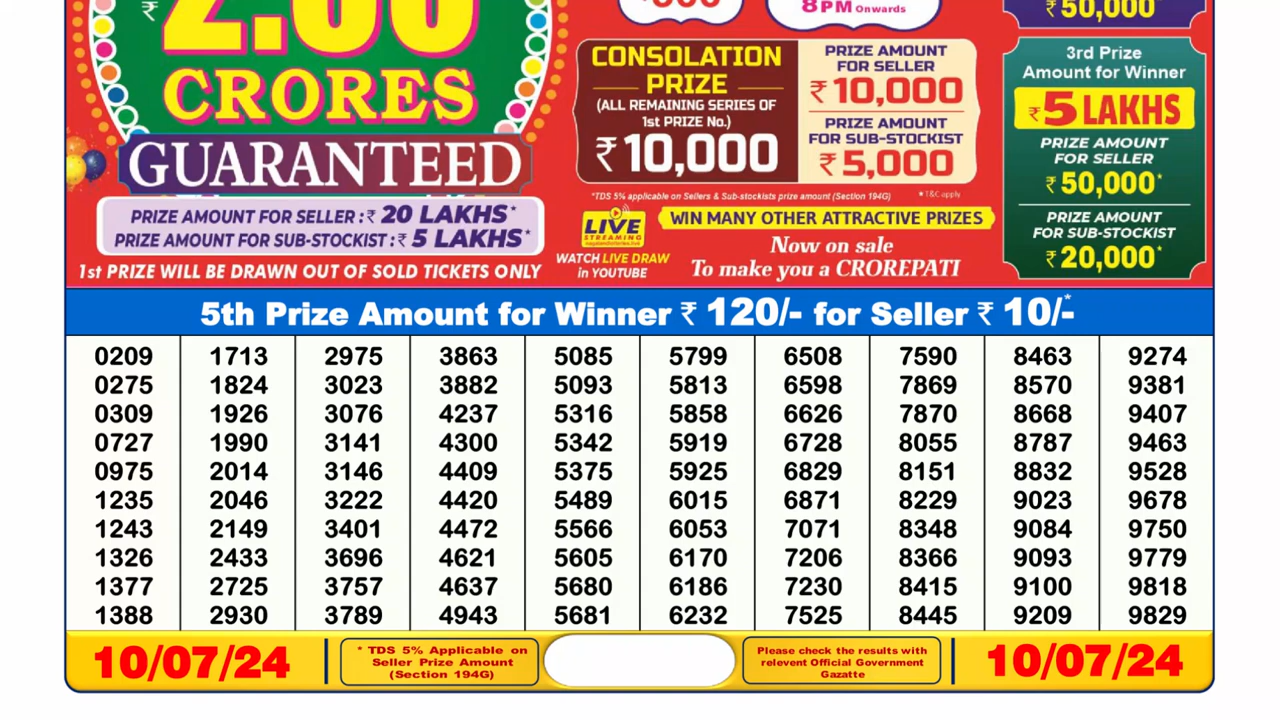 ₹ 2.00
CRORES
GUARANTEED
PRIZE AMOUNT FOR SELLER :₹ 20 LAKHS*
PRIZE AMOUNT FOR SUB-STOCKIST :₹ 5 LAKHS*
1st PRIZE WILL BE DRAWN OUT OF SOLD TICKETS ONLY
8PM Onwards
CONSOLATION
PRIZE
(ALL REMAINING SERIES OF
1st PRIZE No.)
₹10,000
PRIZE AMOUNT
FOR SELLER
₹10,000
PRIZE AMOUNT
FOR SUB-STOCKIST
₹5,000
*TDS 5% applicable on Sellers & Sub-stockists prize amount (Section 194G)
*T&C apply
LIVE
STREAMING
WATCH LIVE DRAW
in YOUTUBE
WIN MANY OTHER ATTRACTIVE PRIZES
Now on sale
To make you a CROREPATI
₹50,000*
3rd Prize
Amount for Winner
₹5 LAKHS
PRIZE AMOUNT
FOR SELLER
₹50,000*
PRIZE AMOUNT
FOR SUB-STOCKIST
₹20,000*
5th Prize Amount for Winner ₹ 120/- for Seller ₹ 10/-*
0209 1713 2975 3863 5085 5799 6508 7590 8463 9274
0275 1824 3023 3882 5093 5813 6598 7869 8570 9381
0309 1926 3076 4237 5316 5858 6626 7870 8668 9407
0727 1990 3141 4300 5342 5919 6728 8055 8787 9463
0975 2014 3146 4409 5375 5925 6829 8151 8832 9528
1235 2046 3222 4420 5489 6015 6871 8229 9023 9678
1243 2149 3401 4472 5566 6053 7071 8348 9084 9750
1326 2433 3696 4621 5605 6170 7206 8366 9093 9779
1377 2725 3757 4637 5680 6186 7230 8415 9100 9818
1388 2930 3789 4943 5681 6232 7525 8445 9209 9829
10/07/24
* TDS 5% Applicable on
Seller Prize Amount
(Section 194G)
Please check the results with
relevent Official Government
Gazatte
10/07/24